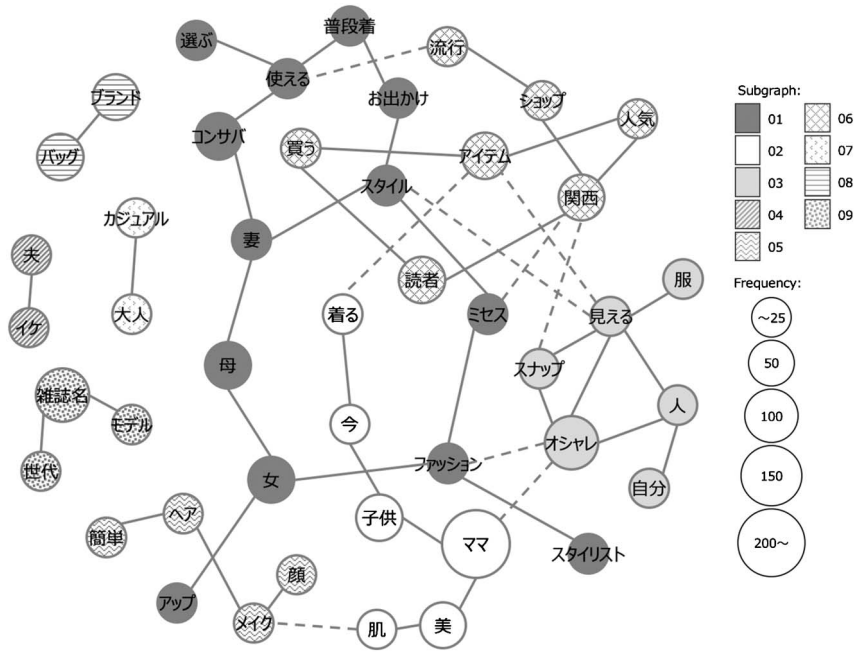 選ぶ
普段着
流行
使える
お出かけ
ショップ
人気
ブランド
コンサバ
買う
アイテム
バッグ
スタイル
関西
カジュアル
妻
夫
読者
服
大人
着る
ミセス
見える
イケ
母
スナップ
雑誌名
モデル
今
人
オシャレ
世代
女
ファッション
自分
ヘア
子供
簡単
ママ
スタイリスト
顔
アップ
メイク
肌
美
Subgraph:
01
02
03
04
05
06
07
08
09
Frequency:
～25
50
100
150
200～